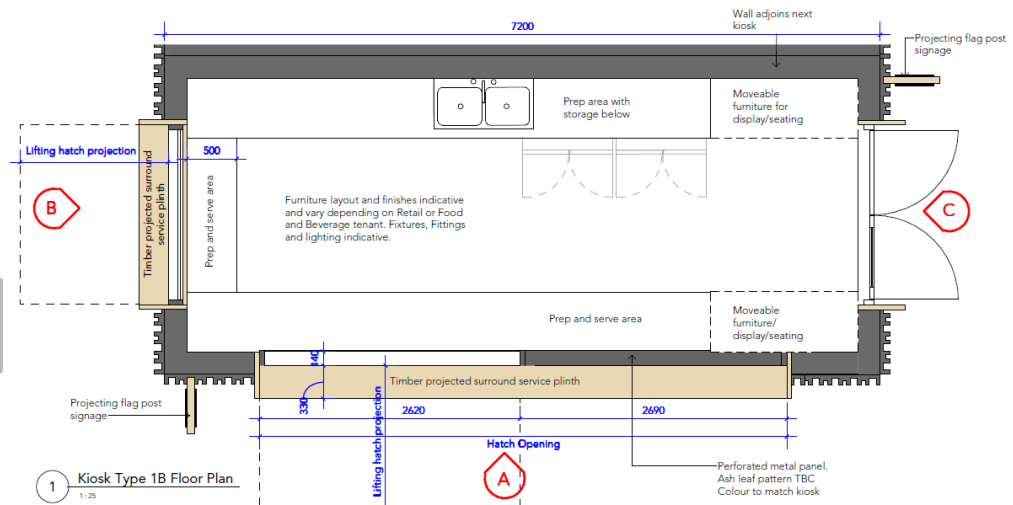 7200
Wall adjoins next
kiosk
Projecting flag post
signage
Prep area with
storage below
Moveable
furniture for
display/seating
Lifting hatch projection
500
Timber projected surround
service plinth
Prep and serve area
B
Furniture layout and finishes indicative
and vary depending on Retail or Food
and Beverage tenant. Fixtures, Fittings
and lighting indicative.
C
Prep and serve area
Moveable
furniture/
display/seating
140
Timber projected surround service plinth
330
Lifting hatch projection
2620
2690
Hatch Opening
Projecting flag post
signage
A
Perforated metal panel.
Ash leaf pattern TBC
Colour to match kiosk
1
Kiosk Type 1B Floor Plan
1 : 25